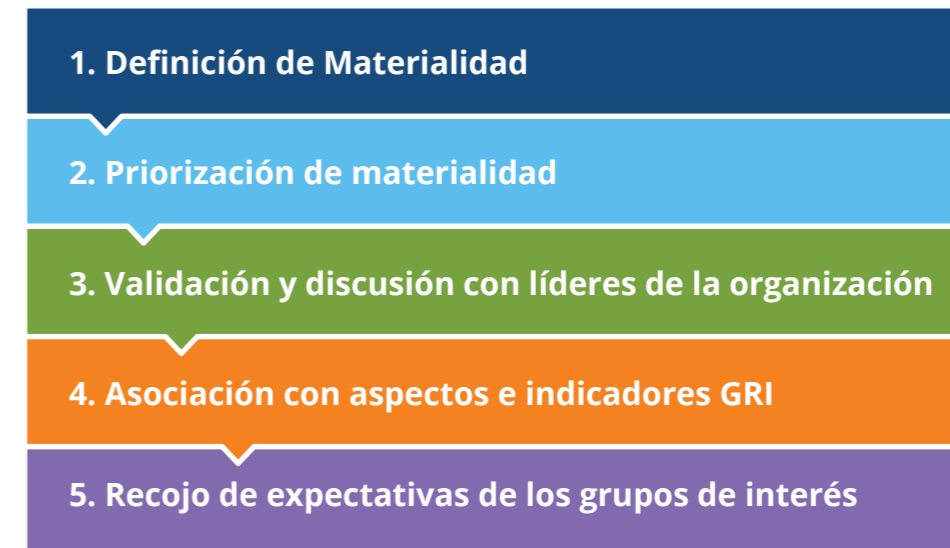 1. Definición de Materialidad
2. Priorización de materialidad
3. Validación y discusión con líderes de la organización
4. Asociación con aspectos e indicadores GRI
5. Recojo de expectativas de los grupos de interés